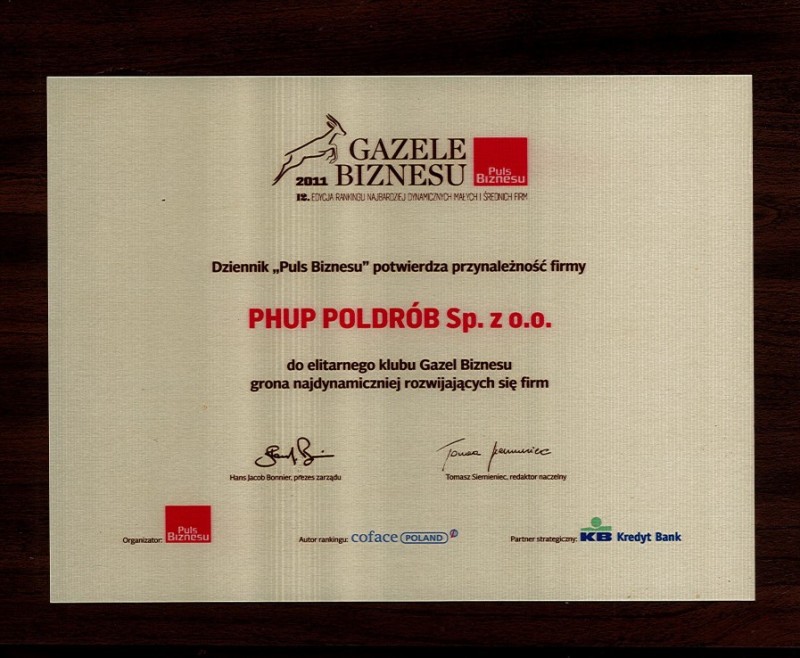 GAZELE
2011 BIZNESU
Puls
Biznesu
12. EDYCJA RANKINGU NAJBARDZIEJ DYNAMICZNYCH MAŁYCH I ŚREDNICH FIRM
Dziennik „Puls Biznesu” potwierdza przynależność firmy
PHUP POLDRÓB Sp. z o.o.
do elitarnego klubu Gazel Biznesu
grona najdynamiczniej rozwijających się firm
Hans Jacob Bonnier, prezes zarządu
Tomasz Siemieniec, redaktor naczelny
Organizator: Puls
Biznesu
Autor rankingu: coface POLAND
Partner strategiczny: KB Kredyt Bank